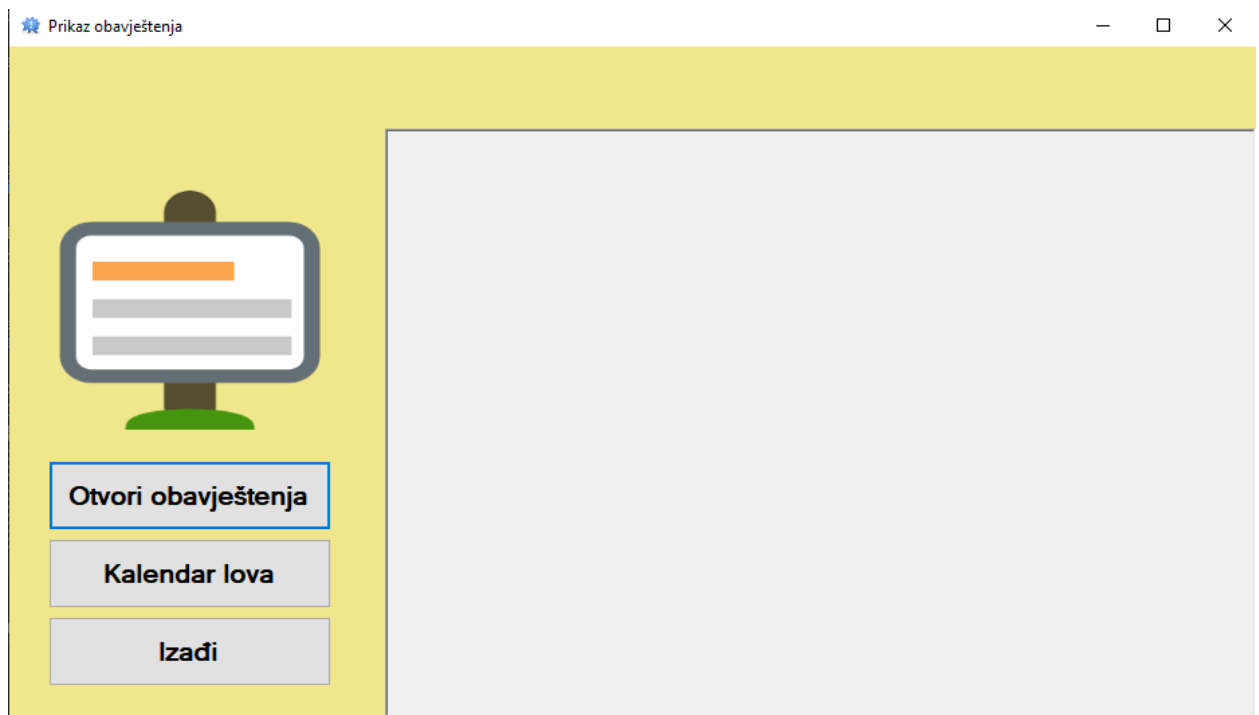 Prikaz obavještenja
Otvori obavještenja
Kalendar lova
Izađi